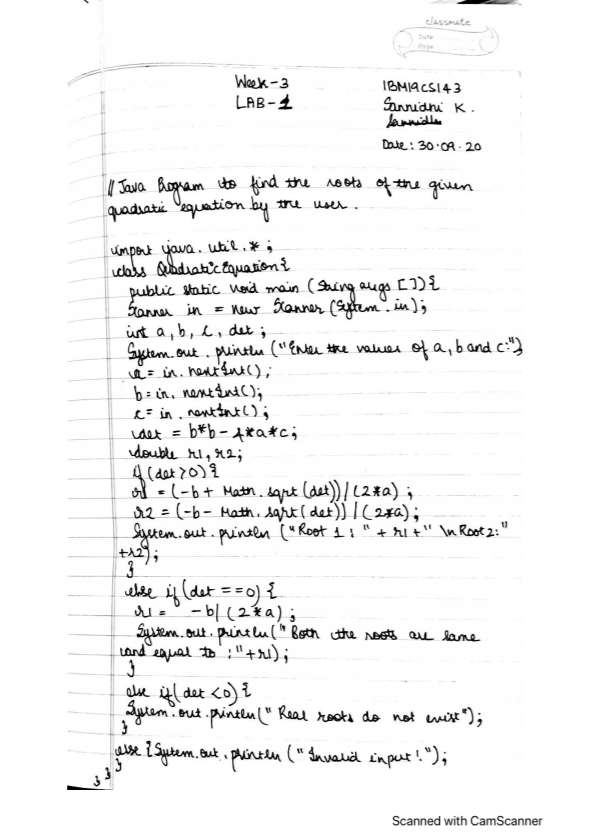 classmate
Date
Page
Week-3
LAB-1
1BM19CS143
Sannidhi K.
Sannidhi
Date: 30.09.20
// Java Program to find the roots of the given
quadratic equation by the user.
import java.util.*;
class QuadraticEquation{
public static void main (String args []){
Scanner in = new Scanner (System.in);
int a, b, c, det;
System.out.println ("Enter the values of a, b and c:");
a = in.nextInt();
b = in.nextInt();
c = in.nextInt();
det = b*b-4*a*c;
double r1, r2;
if (det>0){
r1 = (-b + Math.sqrt(det))/(2*a);
r2 = (-b- Math.sqrt(det))/(2*a);
System.out.println ("Root 1 : " + r1 + " \n Root2:"
+r2);
}
else if (det ==0) {
r1 = -b/(2*a);
System.out.println(" Both the roots are same
and equal to :"+r1);
}
else if(det <0){
System.out.println(" Real roots do not exist");
}
else {System.out.println (" Invalid input!.");
}
}
}
Scanned with CamScanner